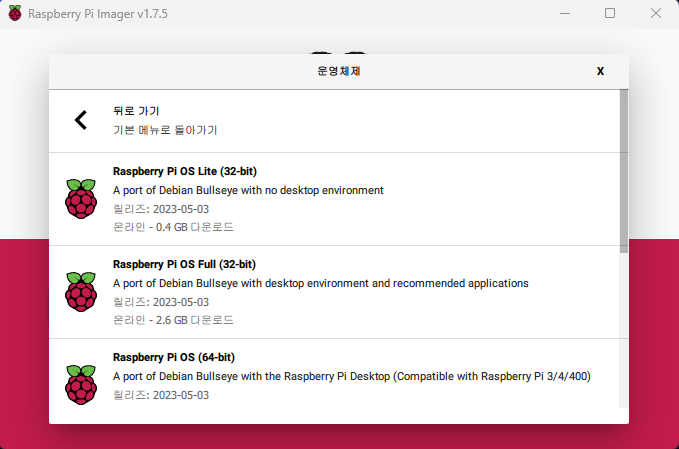 Raspberry Pi Imager v1.7.5
운영체제
X
뒤로 가기
기본 메뉴로 돌아가기
Raspberry Pi OS Lite (32-bit)
A port of Debian Bullseye with no desktop environment
릴리즈: 2023-05-03
온라인 - 0.4 GB 다운로드
Raspberry Pi OS Full (32-bit)
A port of Debian Bullseye with desktop environment and recommended applications
릴리즈: 2023-05-03
온라인 - 2.6 GB 다운로드
Raspberry Pi OS (64-bit)
A port of Debian Bullseye with the Raspberry Pi Desktop (Compatible with Raspberry Pi 3/4/400)
릴리즈: 2023-05-03